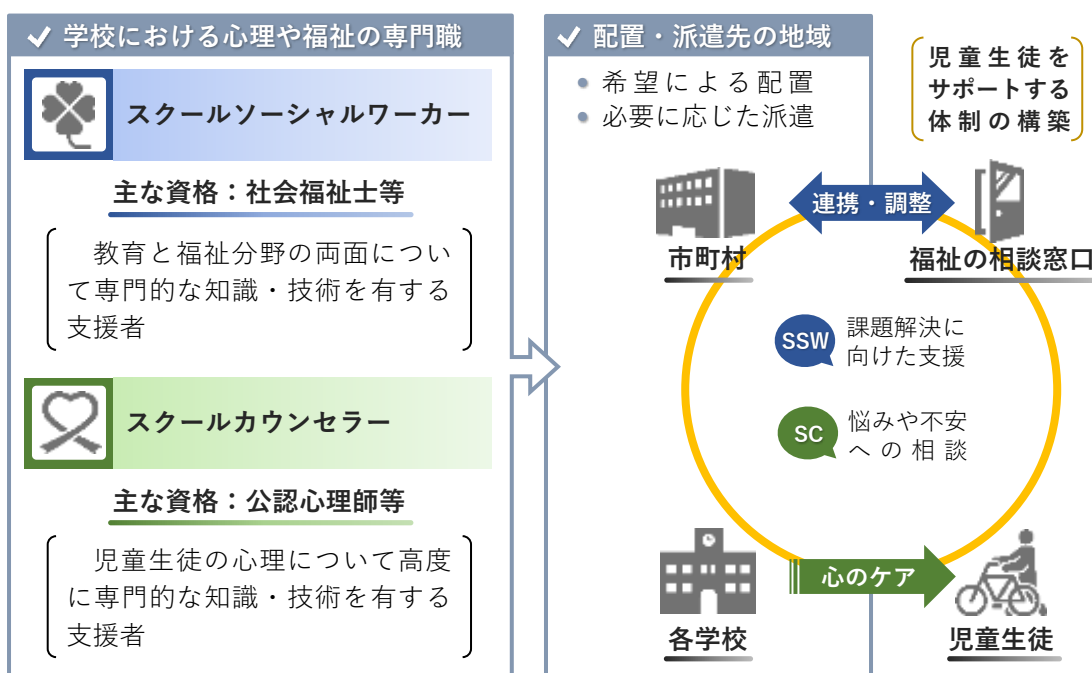 ✓ 学校における心理や福祉の専門職
スクールソーシャルワーカー
主な資格：社会福祉士等
教育と福祉分野の両面につい
て専門的な知識・技術を有する
支援者
スクールカウンセラー
主な資格：公認心理師等
児童生徒の心理について高度
に専門的な知識・技術を有する
支援者
✓ 配置・派遣先の地域
• 希望による配置
• 必要に応じた派遣
児童生徒を
サポートする
体制の構築
連携・調整
市町村
福祉の相談窓口
SSW
課題解決に
向けた支援
SC
悩みや不安
への相談
心のケア
各学校
児童生徒